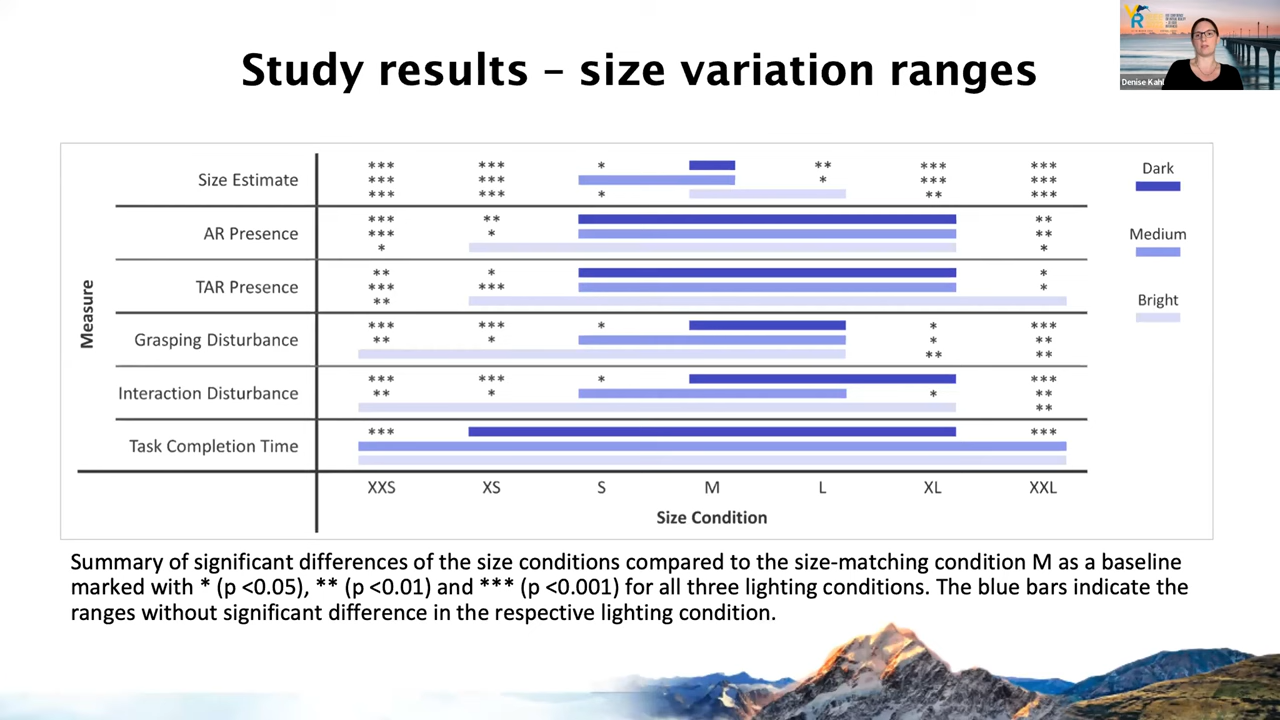 Study results – size variation ranges
Denise Kahl
Measure
Size Estimate
*** *** * ** *** ***
*** *** * *** ***
*** *** * ** ***
AR Presence
*** ** **
*** * **
* *
TAR Presence
** * *
*** *** *
**
Grasping Disturbance
*** *** * * ***
** * * **
** **
Interaction Disturbance
*** *** * ***
** * * **
**
Task Completion Time
*** ***
XXS XS S M L XL XXL
Size Condition
Dark
Medium
Bright
Summary of significant differences of the size conditions compared to the size-matching condition M as a baseline
marked with * (p <0.05), ** (p <0.01) and *** (p <0.001) for all three lighting conditions. The blue bars indicate the
ranges without significant difference in the respective lighting condition.